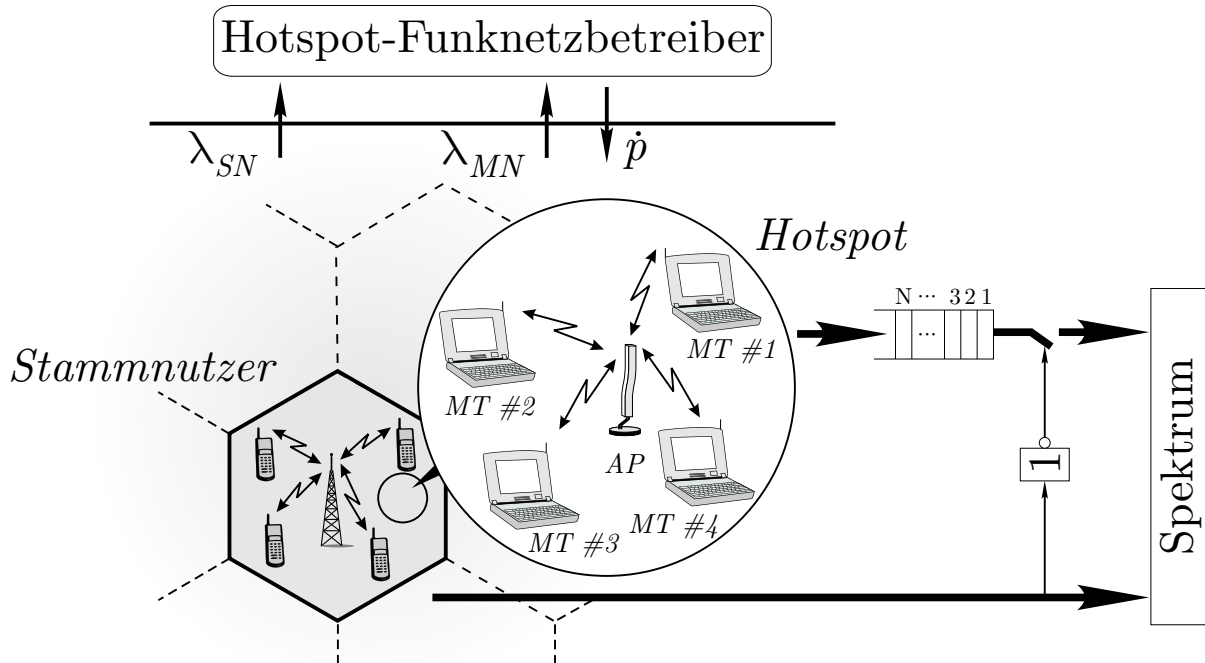 Hotspot-Funknetzbetreiber
λSN
λMN
ṗ
Hotspot
N ··· 3 2 1
···
MT #1
MT #2
Stammnutzer
AP
MT #3
MT #4
1
Spektrum